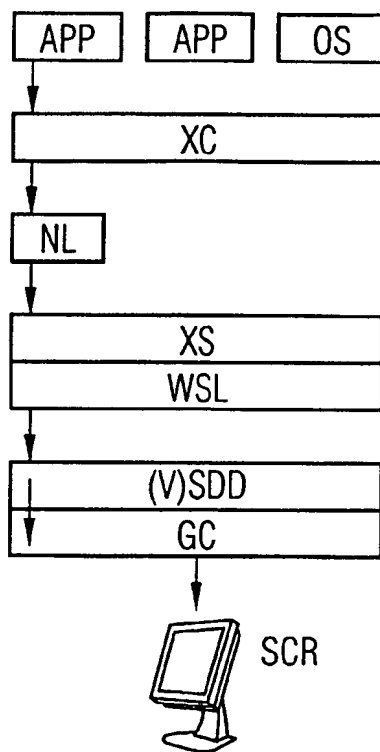 APP APP OS
XC
NL
XS
WSL
(V)SDD
GC
SCR